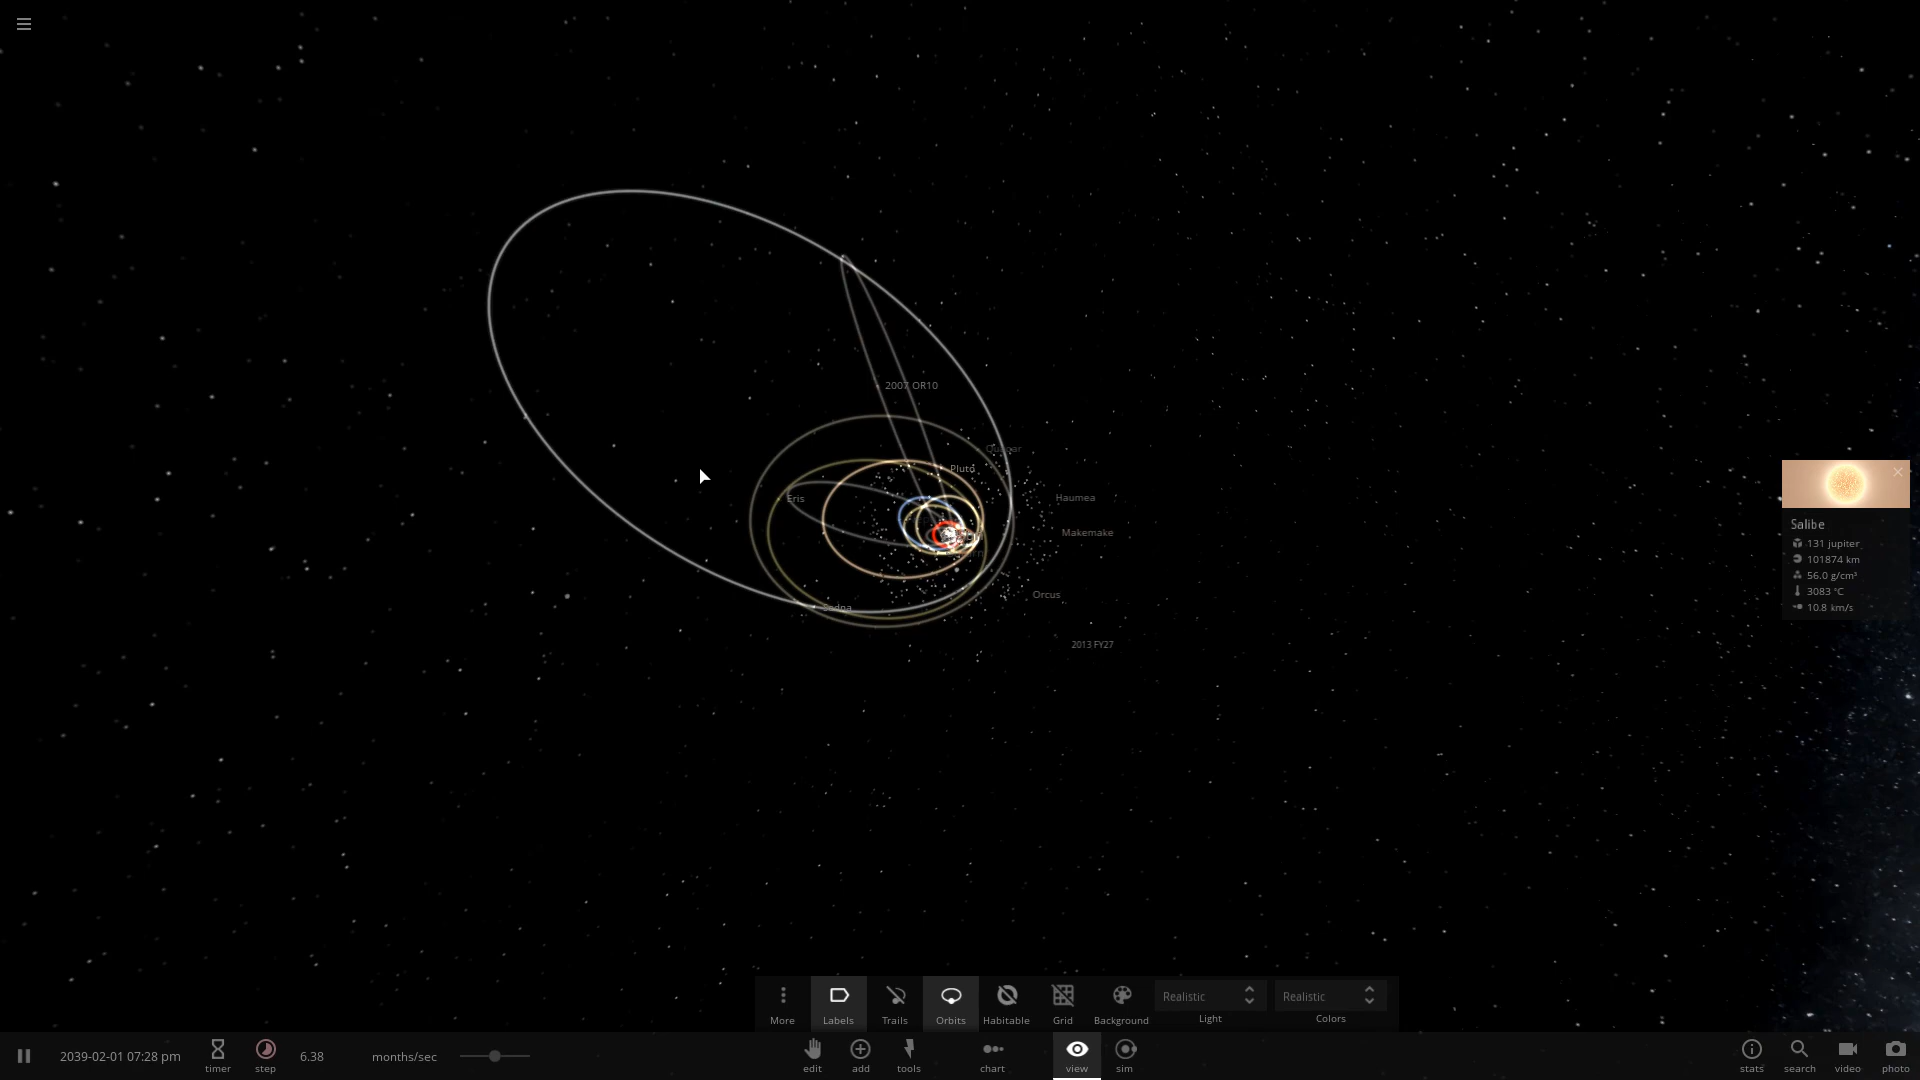 2007 OR10
Quaoar
Pluto
Eris
Haumea
Makemake
Sedna
Orcus
2013 FY27
Salibe
131 jupiter
101874 km
56.0 g/cm³
3083 °C
10.8 km/s
More
Labels
Trails
Orbits
Habitable
Grid
Background
Realistic
Light
Realistic
Colors
2039-02-01 07:28 pm
timer
step
6.38
months/sec
edit
add
tools
chart
view
sim
stats
search
video
photo